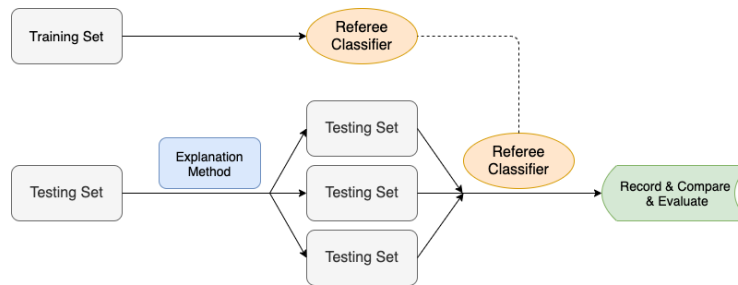 Training Set
Referee
Classifier
Testing Set
Explanation
Method
Testing Set
Testing Set
Testing Set
Referee
Classifier
Record & Compare
& Evaluate